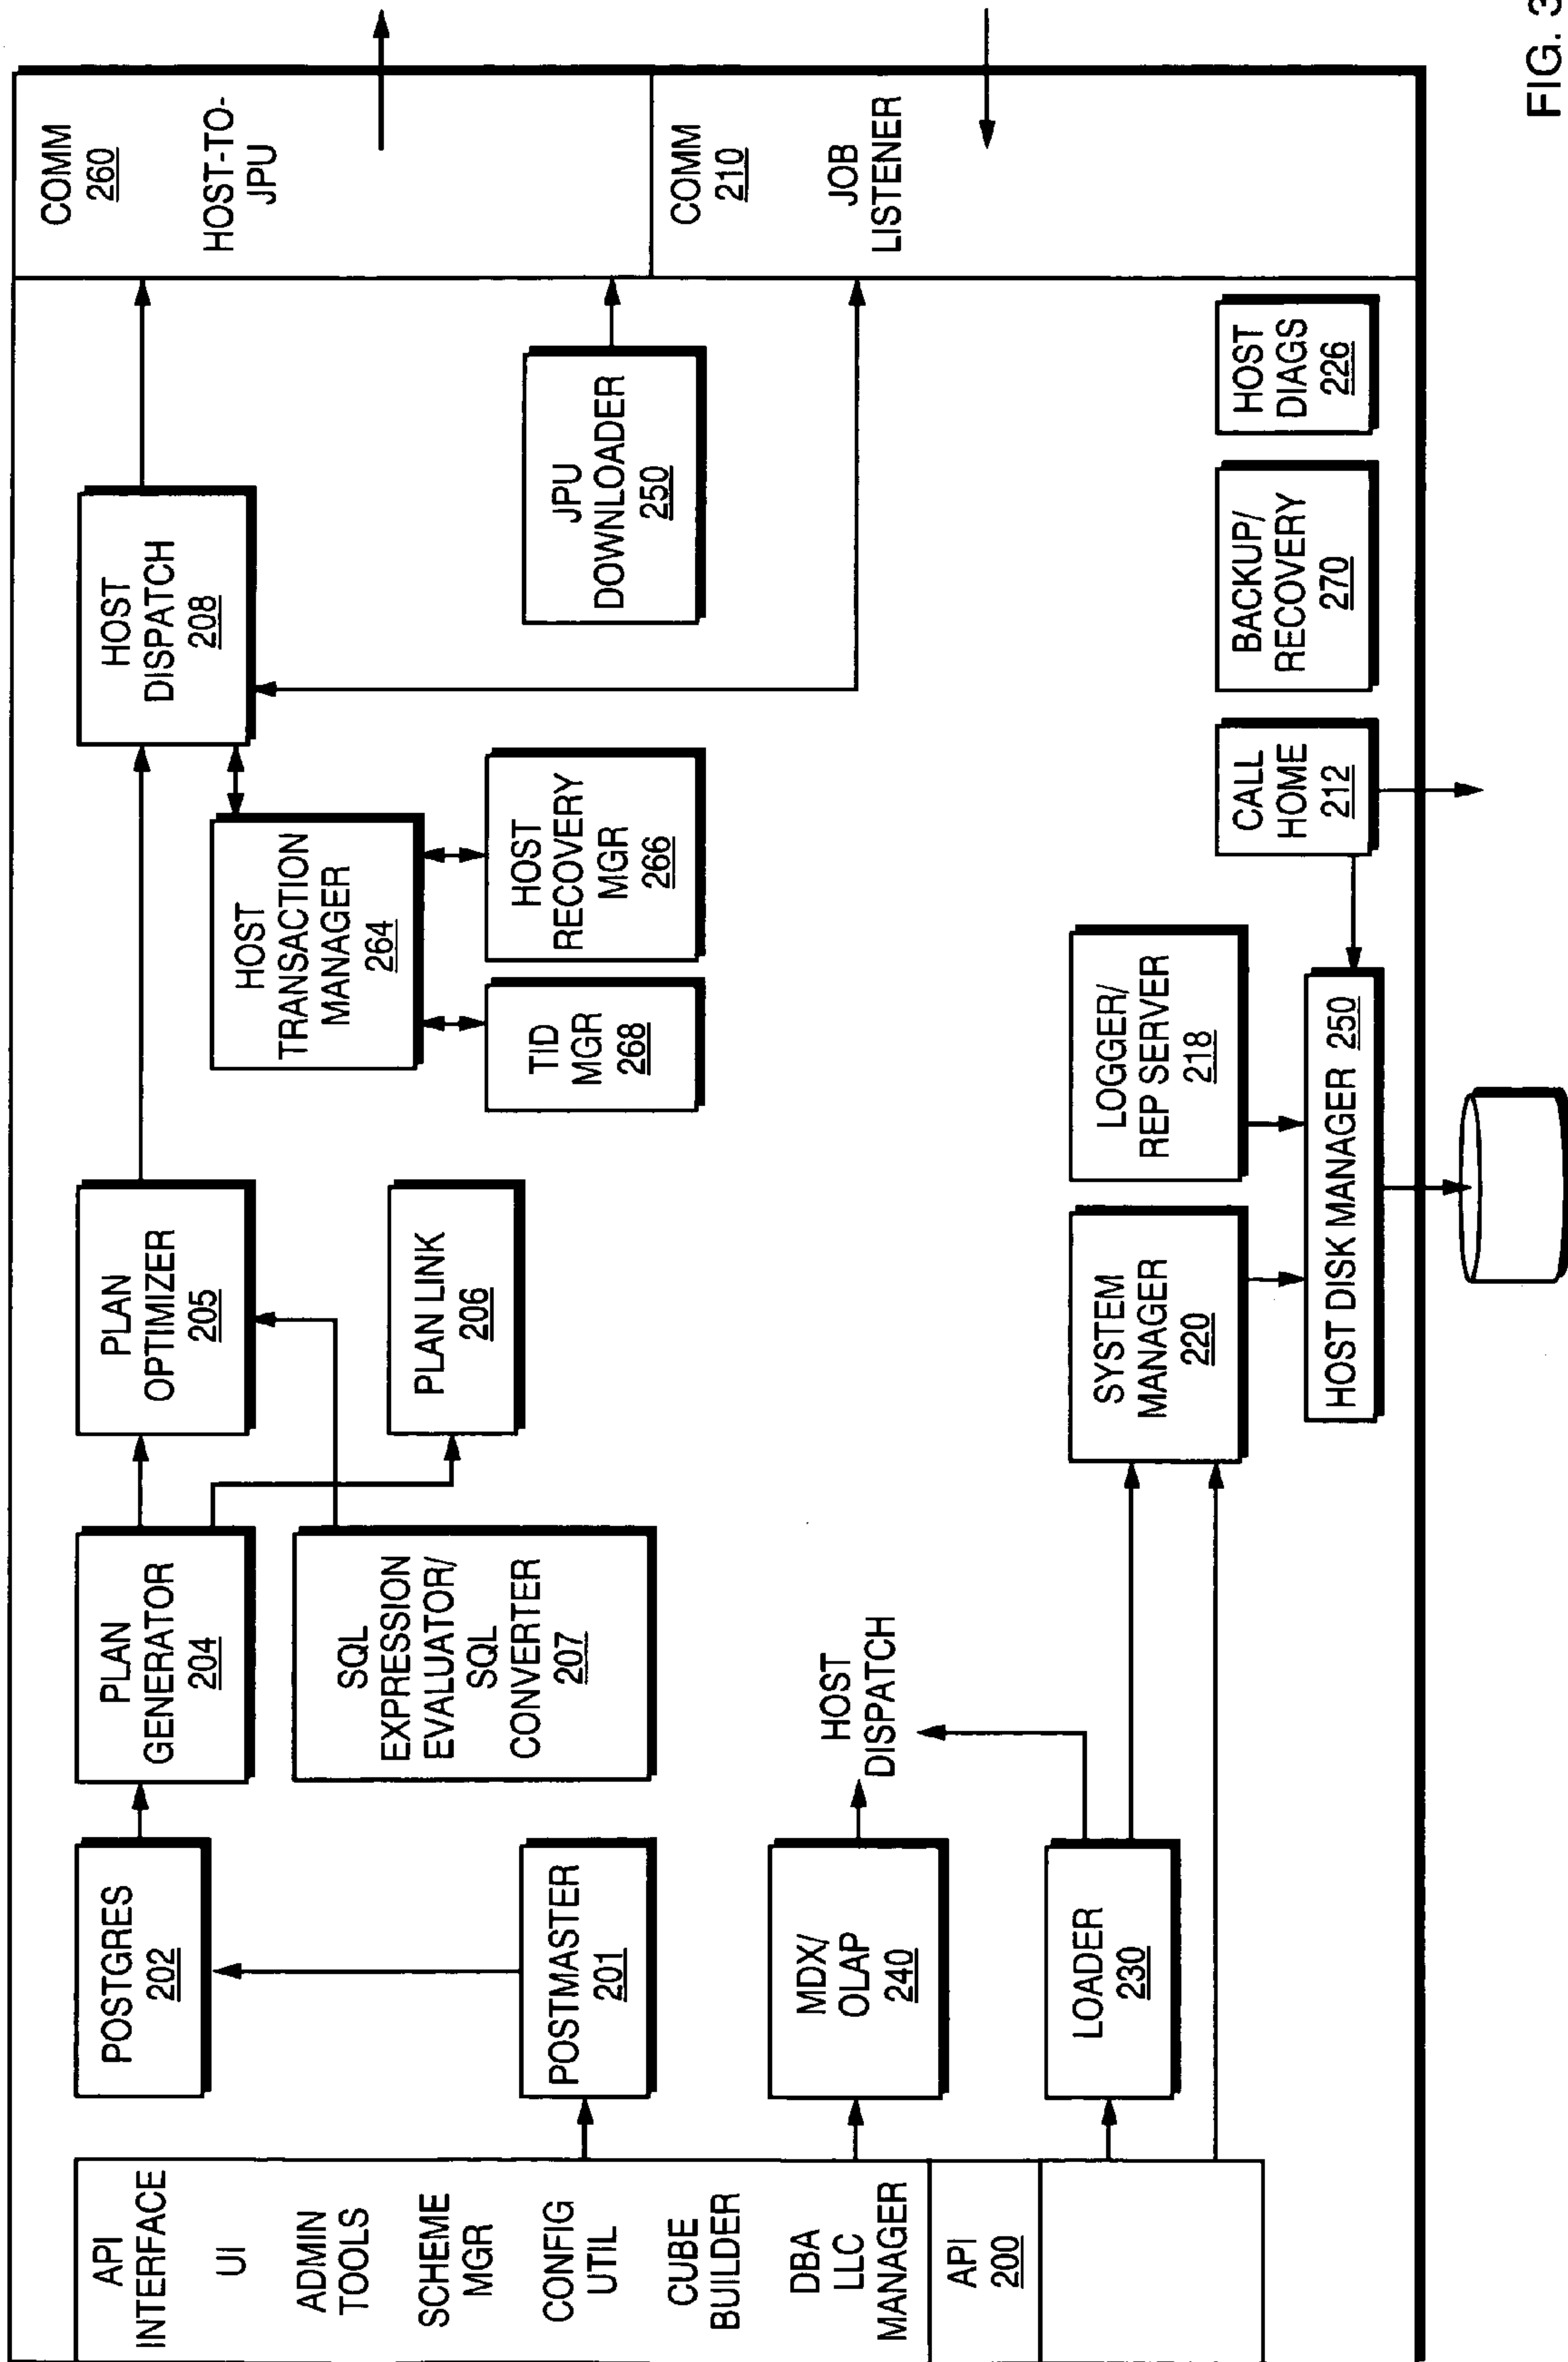 API
INTERFACE
UI
ADMIN
TOOLS
SCHEME
MGR
CONFIG
UTIL
CUBE
BUILDER
DBA
LLC
MANAGER
API
200
POSTGRES
202
POSTMASTER
201
MDX/
OLAP
240
LOADER
230
PLAN
GENERATOR
204
SQL
EXPRESSION
EVALUATOR/
SQL
CONVERTER
207
HOST
DISPATCH
PLAN
OPTIMIZER
205
PLAN LINK
206
SYSTEM
MANAGER
220
LOGGER/
REP SERVER
218
HOST DISK MANAGER 250
HOST
TRANSACTION
MANAGER
264
TID
MGR
268
HOST
RECOVERY
MGR
266
HOST
DISPATCH
208
JPU
DOWNLOADER
250
CALL
HOME
212
BACKUP/
RECOVERY
270
HOST
DIAGS
226
COMM
260
HOST-TO-
JPU
COMM
210
JOB
LISTENER
FIG. 3